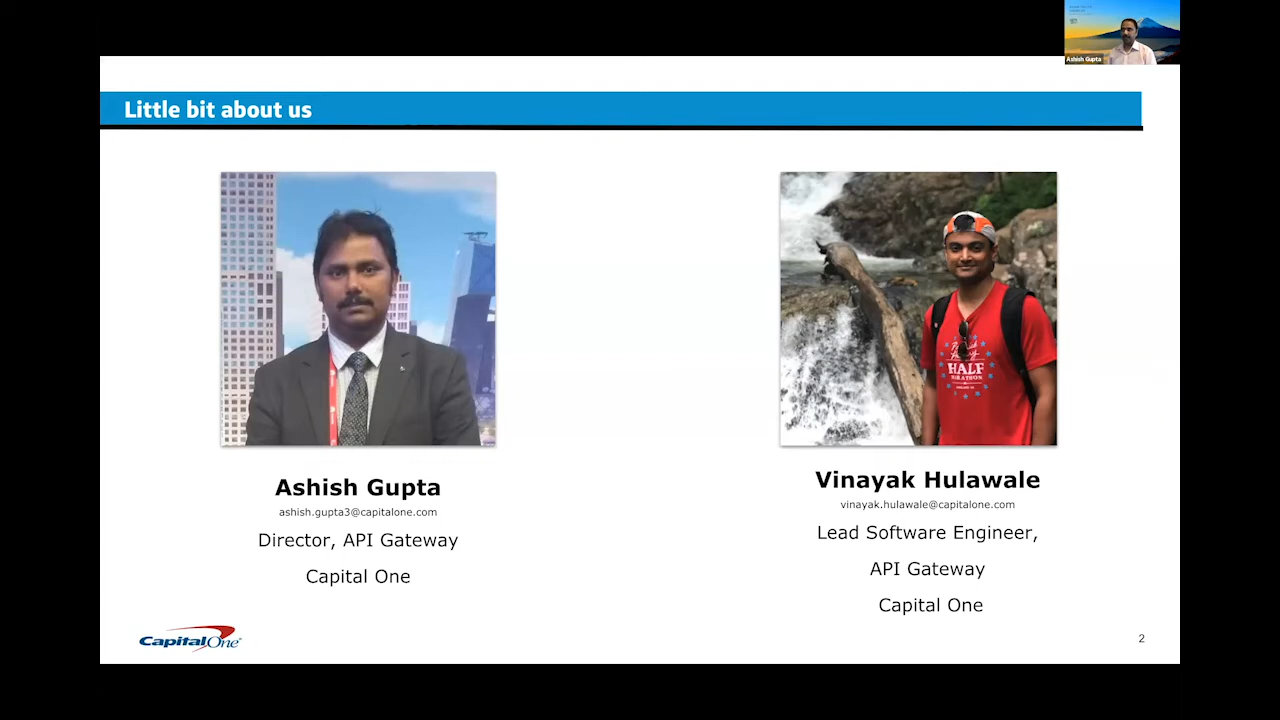 Ashish Gupta
Little bit about us
HALF
Ashish Gupta
ashish.gupta3@capitalone.com
Director, API Gateway
Capital One
Vinayak Hulawale
vinayak.hulawale@capitalone.com
Lead Software Engineer,
API Gateway
Capital One
CapitalOne
2